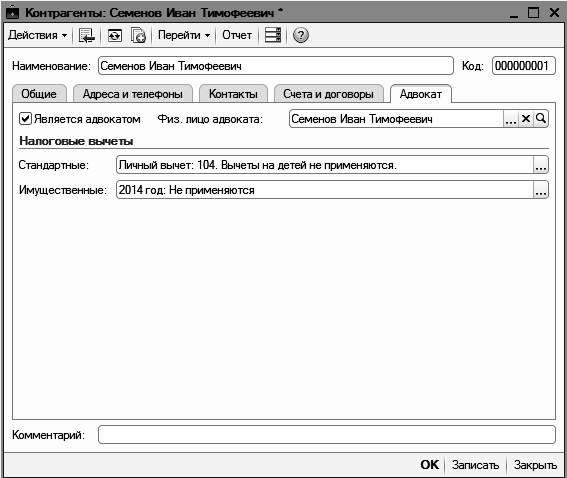 Контрагенты: Семенов Иван Тимофеевич *
Действия Перейти Отчет ?
Наименование: Семенов Иван Тимофеевич Код: 000000001
Общие Адреса и телефоны Контакты Счета и договоры Адвокат
Является адвокатом Физ. лицо адвоката: Семенов Иван Тимофеевич ...
Налоговые вычеты
Стандартные: Личный вычет: 104. Вычеты на детей не применяются. ...
Имущественные: 2014 год: Не применяются ...
Комментарий:
OK Записать Закрыть